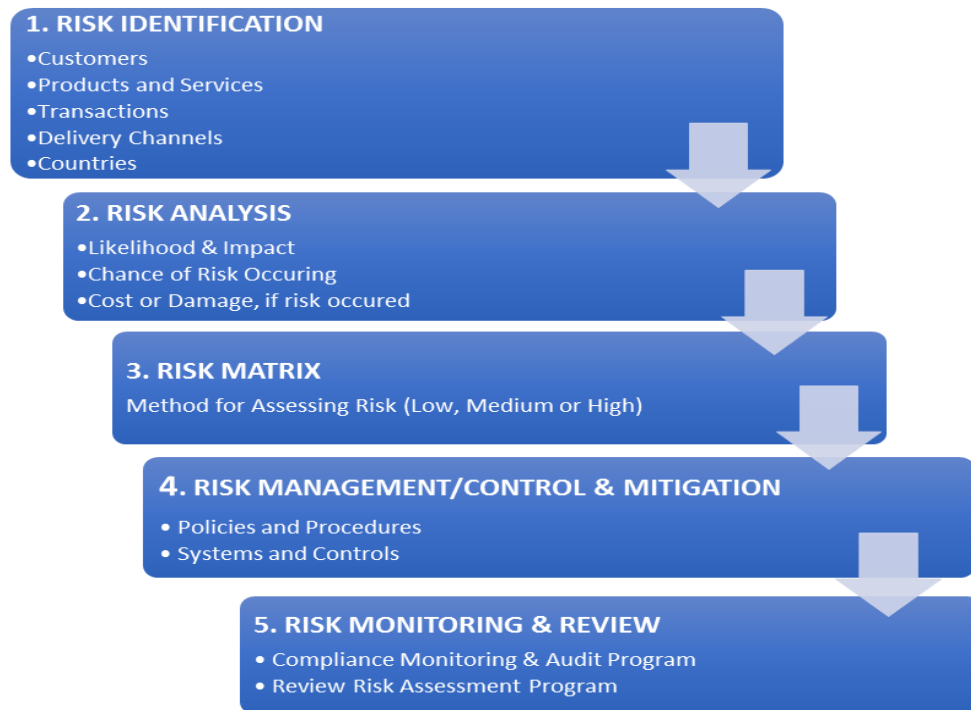 1. RISK IDENTIFICATION
•Customers
•Products and Services
•Transactions
•Delivery Channels
•Countries
2. RISK ANALYSIS
•Likelihood & Impact
•Chance of Risk Occuring
•Cost or Damage, if risk occured
3. RISK MATRIX
Method for Assessing Risk (Low, Medium or High)
4. RISK MANAGEMENT/CONTROL & MITIGATION
• Policies and Procedures
• Systems and Controls
5. RISK MONITORING & REVIEW
• Compliance Monitoring & Audit Program
• Review Risk Assessment Program